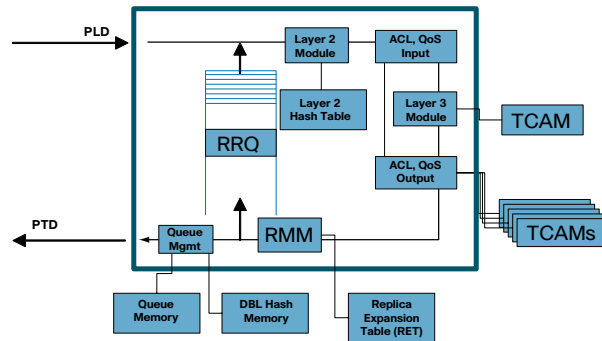 PLD
Layer 2
Module
ACL, QoS
Input
Layer 2
Hash Table
Layer 3
Module
TCAM
RRQ
ACL, QoS
Output
PTD
Queue
Mgmt
RMM
TCAMs
Queue
Memory
DBL Hash
Memory
Replica
Expansion
Table (RET)